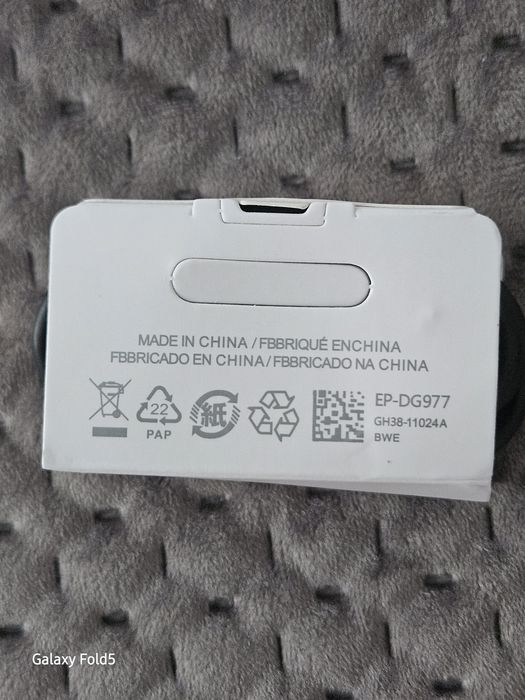 MADE IN CHINA / FBBRIQUÉ ENCHINA
FBBRICADO EN CHINA / FBBRICADO NA CHINA
22
PAP
紙
EP-DG977
GH38-11024A
BWE
Galaxy Fold5